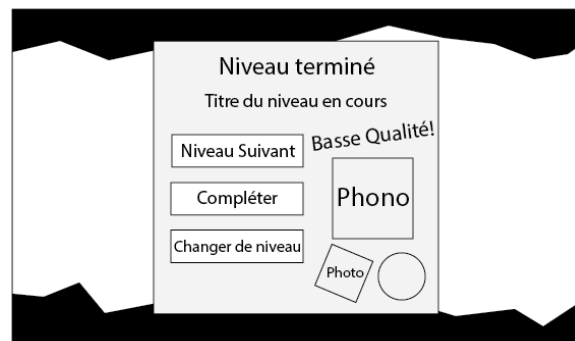 Niveau terminé
Titre du niveau en cours
Basse Qualité!
Niveau Suivant
Phono
Compléter
Changer de niveau
Photo